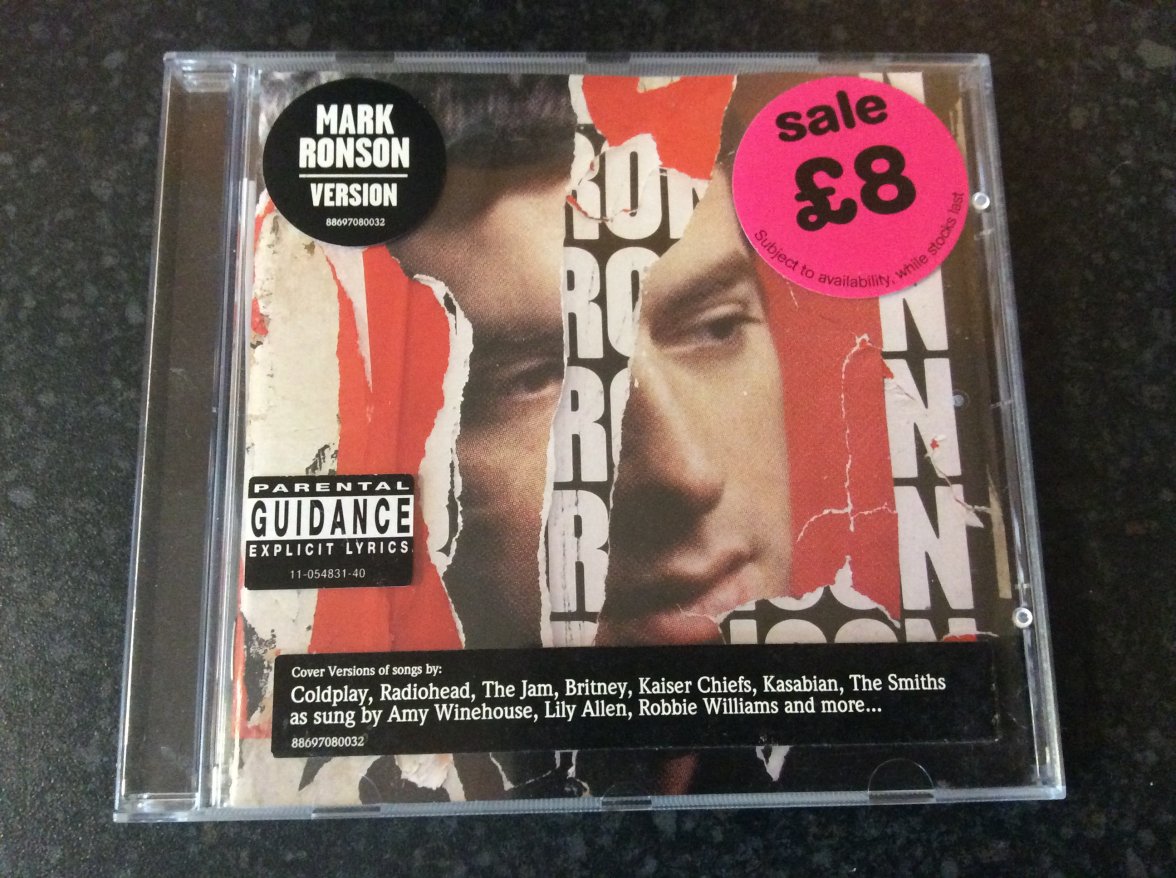 MARK
RONSON
VERSION
88697080032
sale
£8
Subject to availability, while stocks last
RON
RO
N
RO
N
R
N
PARENTAL
GUIDANCE
EXPLICIT LYRICS
11-054831-40
Cover Versions of songs by:
Coldplay, Radiohead, The Jam, Britney, Kaiser Chiefs, Kasabian, The Smiths
as sung by Amy Winehouse, Lily Allen, Robbie Williams and more...
88697080032